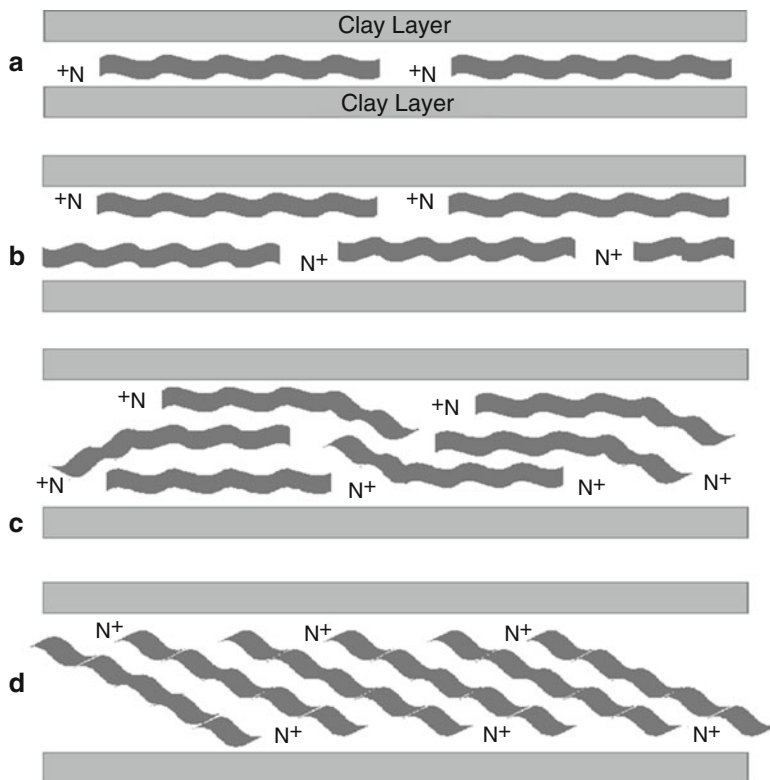 Clay Layer
a
+N +N
Clay Layer
+N +N
b N+ N+
+N +N
+N N+ N+ N+
c
N+ N+ N+
d
N+ N+ N+